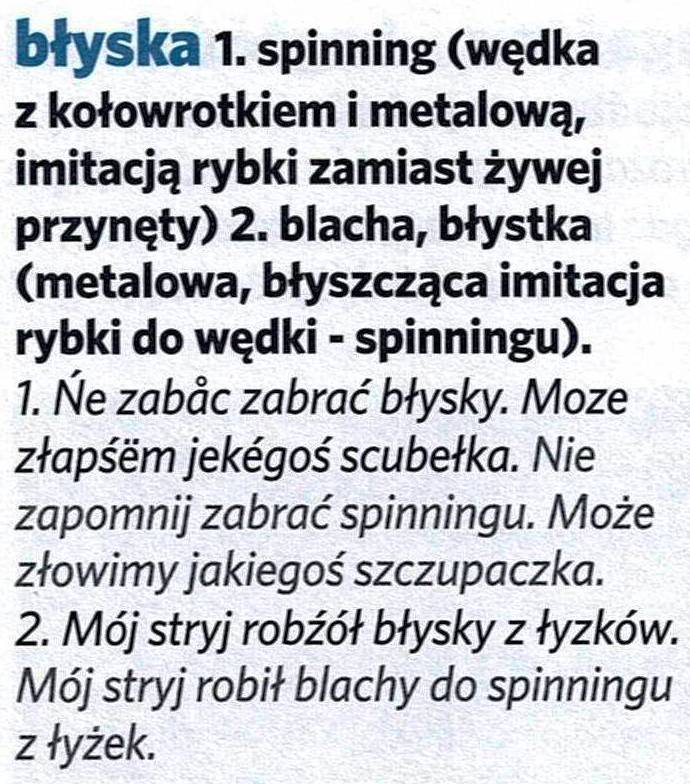 błyska 1. spinning (wędka
z kołowrotkiem i metalową,
imitacją rybki zamiast żywej
przynęty) 2. blacha, błystka
(metalowa, błyszcząca imitacja
rybki do wędki - spinningu).
1. Ńe zabåc zabrać błysky. Moze
złapśëm jekégoś scubełka. Nie
zapomnij zabrać spinningu. Może
złowimy jakiegoś szczupaczka.
2. Mój stryj robźół błysky z łyzków.
Mój stryj robił blachy do spinningu
z łyżek.